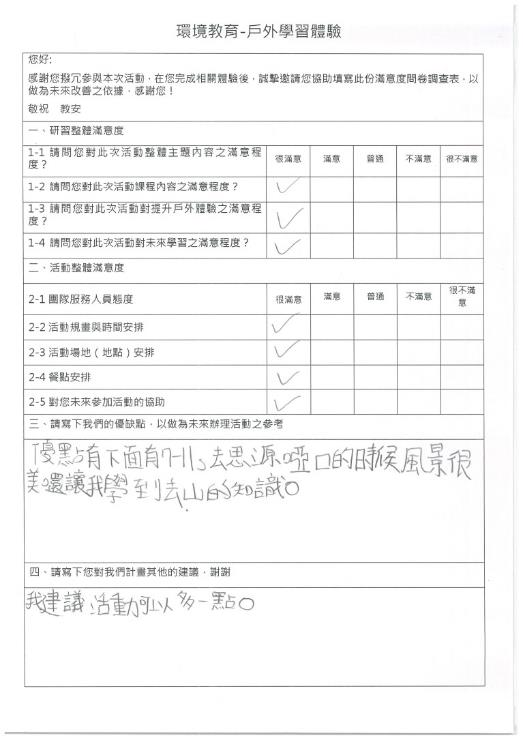 環境教育-戶外學習體驗
您好:
感謝您撥冗參與本次活動，在您完成相關體驗後，誠摯邀請您協助填寫此份滿意度問卷調查表，以
做為未來改善之依據，感謝您！
敬祝 教安
一、研習整體滿意度
1-1 請問您對此次活動整體主題內容之滿意程
度？
很滿意 滿意 普通 不滿意 很不滿意
1-2 請問您對此次活動課程內容之滿意程度？
1-3 請問您對此次活動對提升戶外體驗之滿意程
度？
1-4 請問您對此次活動對未來學習之滿意程度？
二、活動整體滿意度
2-1 團隊服務人員態度
很滿意 滿意 普通 不滿意 很不滿
意
2-2 活動規畫與時間安排
2-3 活動場地（地點）安排
2-4 餐點安排
2-5 對您未來參加活動的協助
三、請寫下我們的優缺點，以做為未來辦理活動之參考
優點有下面有
去思源啞口的時候風景很
美還讓我學到
山的知識。
四、請寫下您對我們計畫其他的建議，謝謝
我建議活動可以多一點。